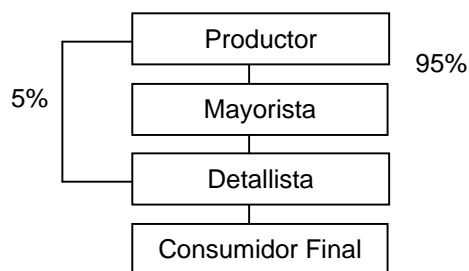 Productor
95%
5%
Mayorista
Detallista
Consumidor Final